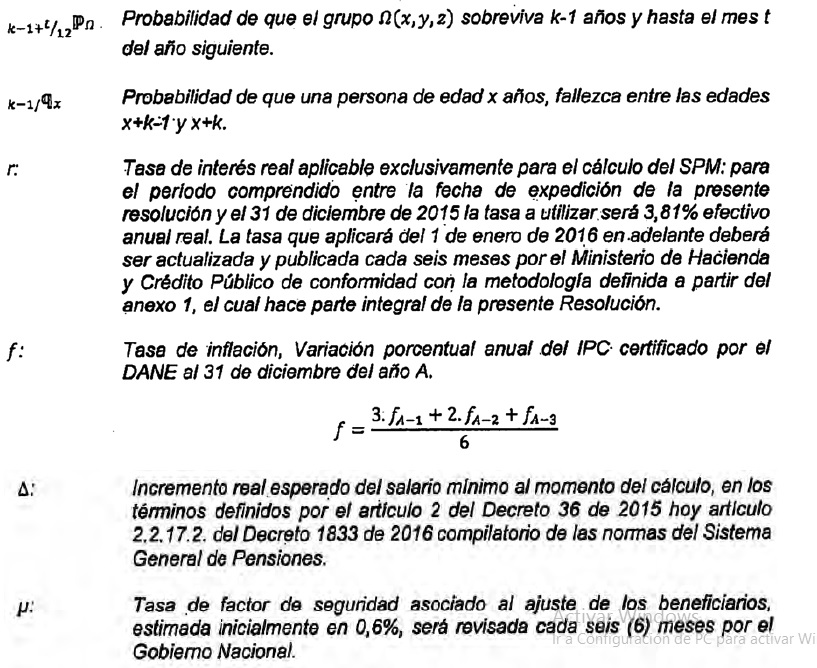 k−1+t/12ℙΩ. Probabilidad de que el grupo Ω(x,y,z) sobreviva k-1 años y hasta el mes t
del año siguiente.
k−1/𝕢x Probabilidad de que una persona de edad x años, fallezca entre las edades
x+k-1 y x+k.
r: Tasa de interés real aplicable exclusivamente para el cálculo del SPM: para
el período comprendido entre la fecha de expedición de la presente
resolución y el 31 de diciembre de 2015 la tasa a utilizar será 3,81% efectivo
anual real. La tasa que aplicará del 1 de enero de 2016 en adelante deberá
ser actualizada y publicada cada seis meses por el Ministerio de Hacienda
y Crédito Público de conformidad con la metodología definida a partir del
anexo 1, el cual hace parte integral de la presente Resolución.
f: Tasa de inflación, Variación porcentual anual del IPC certificado por el
DANE al 31 de diciembre del año A.
f = (3.fA−1 + 2.fA−2 + fA−3) / 6
Δ: Incremento real esperado del salario mínimo al momento del cálculo, en los
términos definidos por el artículo 2 del Decreto 36 de 2015 hoy artículo
2.2.17.2. del Decreto 1833 de 2016 compilatorio de las normas del Sistema
General de Pensiones.
μ: Tasa de factor de seguridad asociado al ajuste de los beneficiarios,
estimada inicialmente en 0,6%, será revisada cada seis (6) meses por el
Gobierno Nacional.
Activar Windows
Ir a Configuración de PC para activar Wi